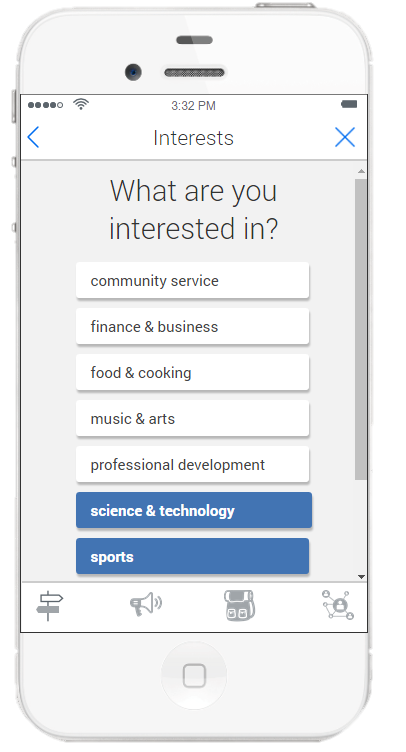 3:32 PM
Interests
What are you
interested in?
community service
finance & business
food & cooking
music & arts
professional development
science & technology
sports